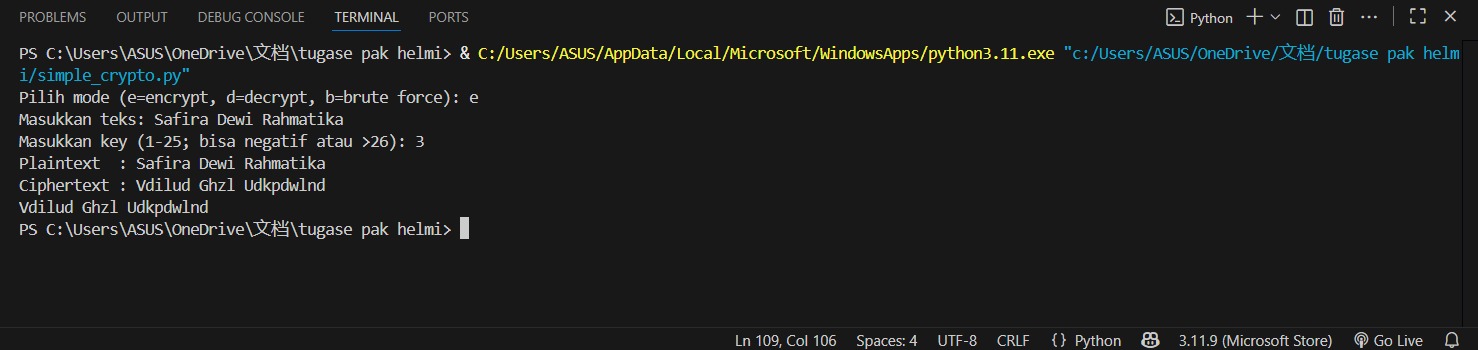 PROBLEMS OUTPUT DEBUG CONSOLE TERMINAL PORTS Python
PS C:\Users\ASUS\OneDrive\文档\tugase pak helmi> & C:/Users/ASUS/AppData/Local/Microsoft/WindowsApps/python3.11.exe "c:/Users/ASUS/OneDrive/文档/tugase pak helm
i/simple_crypto.py"
Pilih mode (e=encrypt, d=decrypt, b=brute force): e
Masukkan teks: Safira Dewi Rahmatika
Masukkan key (1-25; bisa negatif atau >26): 3
Plaintext  : Safira Dewi Rahmatika
Ciphertext : Vdilud Ghzl Udkpdwlnd
Vdilud Ghzl Udkpdwlnd
PS C:\Users\ASUS\OneDrive\文档\tugase pak helmi>
Ln 109, Col 106 Spaces: 4 UTF-8 CRLF {} Python 3.11.9 (Microsoft Store) Go Live